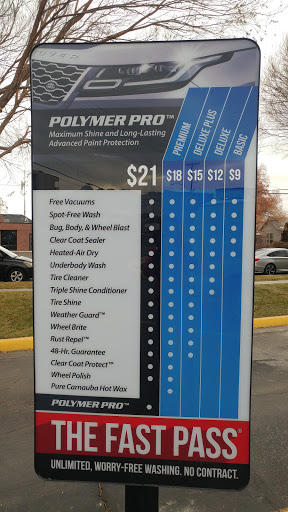 POLYMER PRO™
Maximum Shine and Long-Lasting
Advanced Paint Protection
PREMIUM
DELUXE PLUS
DELUXE
BASIC
$21 $18 $15 $12 $9
Free Vacuums
Spot-Free Wash
Bug, Body, & Wheel Blast
Clear Coat Sealer
Heated-Air Dry
Underbody Wash
Tire Cleaner
Triple Shine Conditioner
Tire Shine
Weather Guard™
Wheel Brite
Rust Repel™
48-Hr. Guarantee
Clear Coat Protect™
Wheel Polish
Pure Carnauba Hot Wax
POLYMER PRO™
THE FAST PASS®
UNLIMITED, WORRY-FREE WASHING. NO CONTRACT.